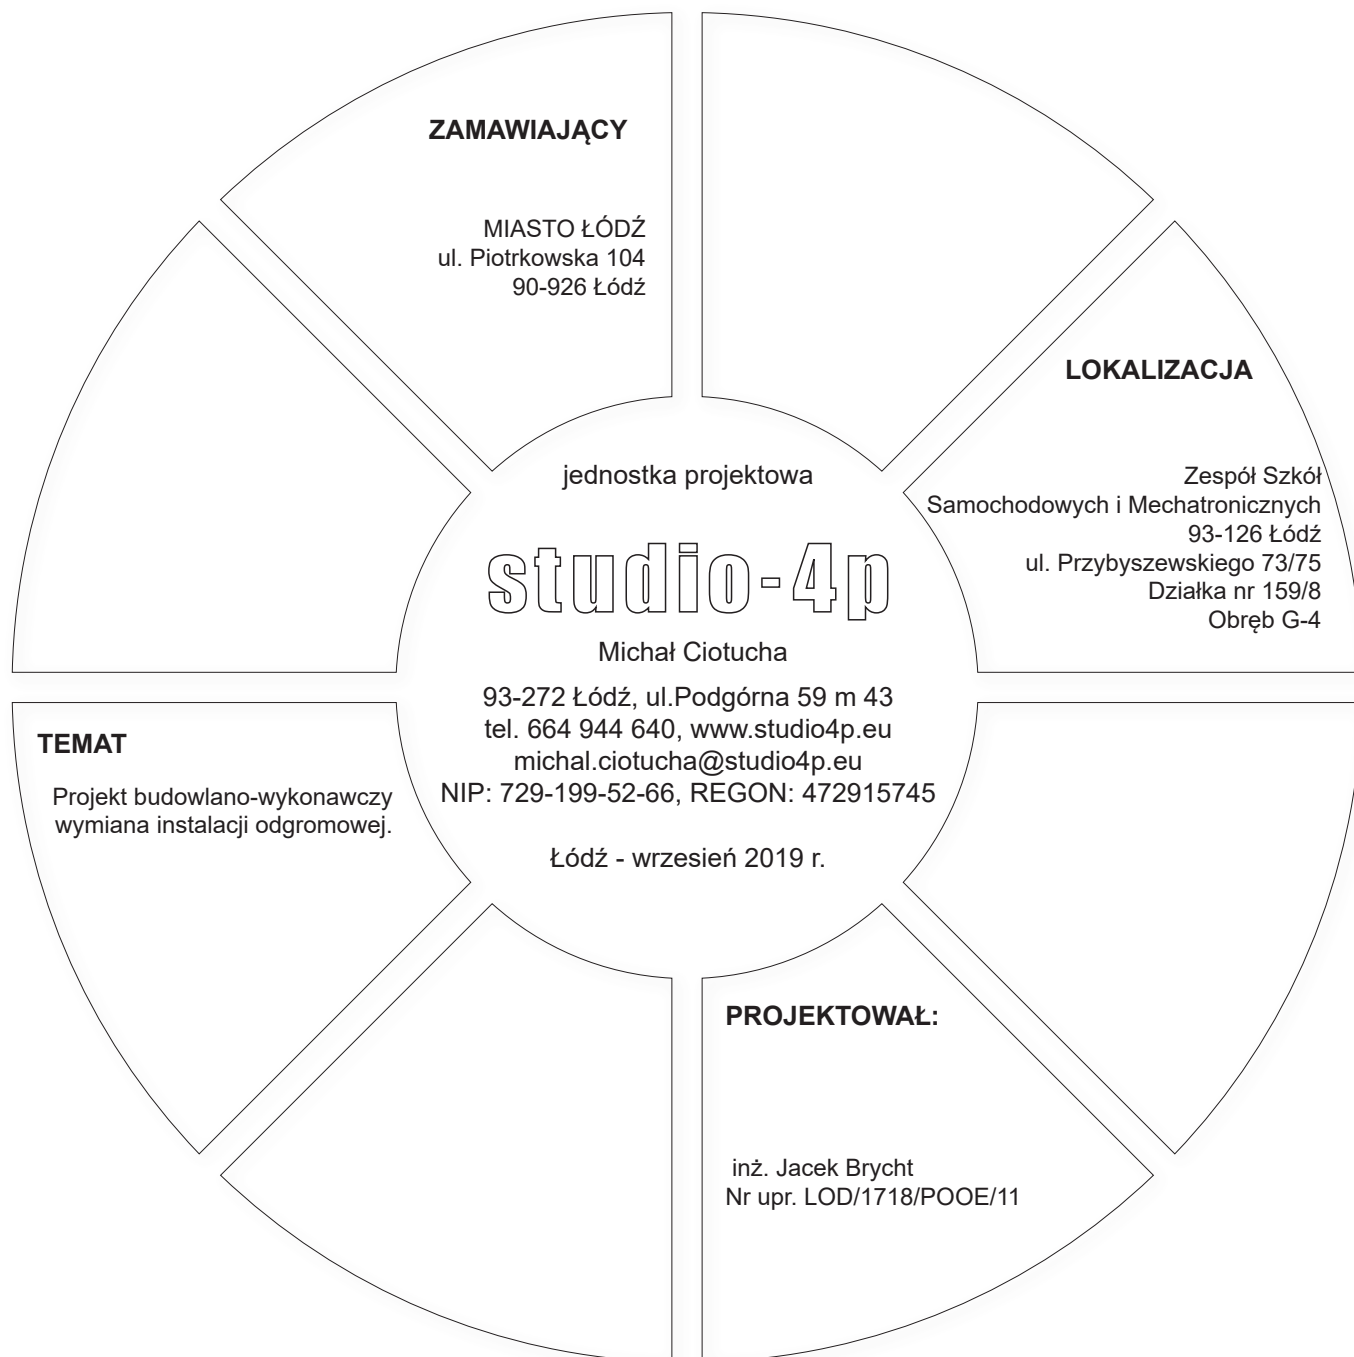 ZAMAWIAJĄCY
MIASTO ŁÓDŹ
ul. Piotrkowska 104
90-926 Łódź
LOKALIZACJA
Zespół Szkół
Samochodowych i Mechatronicznych
93-126 Łódź
ul. Przybyszewskiego 73/75
Działka nr 159/8
Obręb G-4
jednostka projektowa
studio-4p
Michał Ciotucha
93-272 Łódź, ul.Podgórna 59 m 43
tel. 664 944 640, www.studio4p.eu
michal.ciotucha@studio4p.eu
NIP: 729-199-52-66, REGON: 472915745
Łódź - wrzesień 2019 r.
TEMAT
Projekt budowlano-wykonawczy
wymiana instalacji odgromowej.
PROJEKTOWAŁ:
inż. Jacek Brycht
Nr upr. LOD/1718/POOE/11